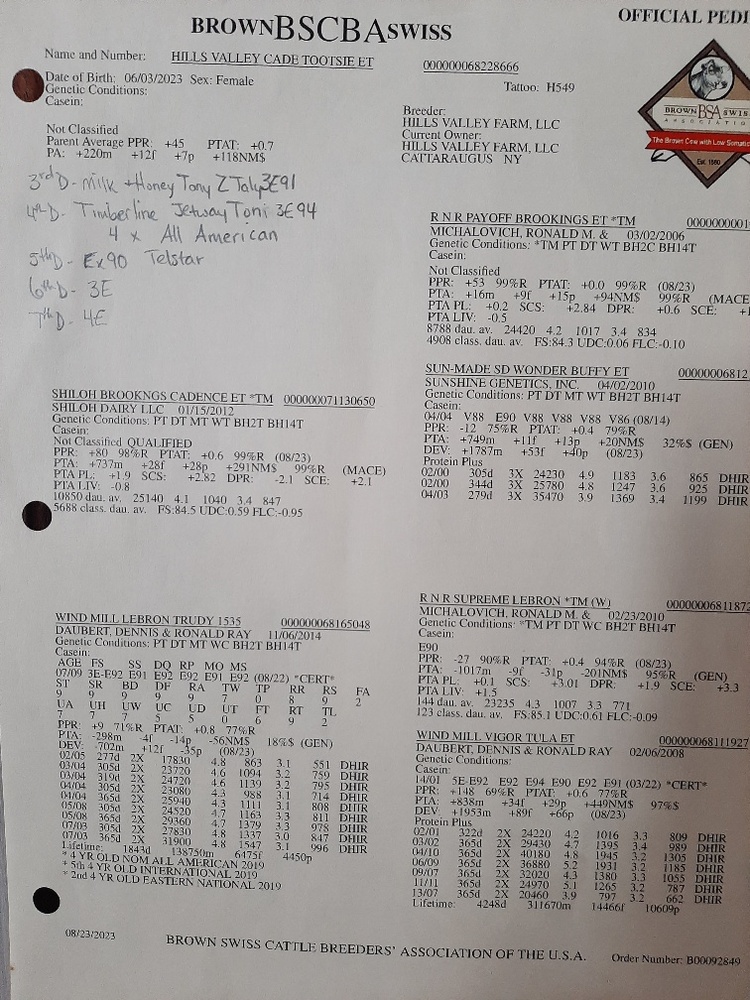 BROWN BSCBA SWISS
OFFICIAL PEDI
Name and Number: HILLS VALLEY CADE TOOTSIE ET 000000068228666
Date of Birth: 06/03/2023 Sex: Female
Tattoo: H549
Genetic Conditions:
Casein:
Breeder:
HILLS VALLEY FARM, LLC
Current Owner:
HILLS VALLEY FARM, LLC
CATTARAUGUS NY
BROWN BSA SWIS
ASSOCIATION
The Brown Cow with Low Somatic
Est. 1880
Not Classified
Parent Average PPR: +45 PTAT: +0.7
PA: +220m +12f +7p +118NM$
3rd D- Milk + Honey Tony Z Taly 3E91
4th D- Timberline Jetway Toni 3E94
4 x All American
5th D- Ex90 Telstar
6th D- 3E
7th D- 4E
R N R PAYOFF BROOKINGS ET *TM
MICHALOVICH, RONALD M. & 03/02/2006
Genetic Conditions: *TM PT DT WT BH2C BH14T
Casein:
Not Classified
PPR: +53 99%R PTAT: +0.0 99%R (08/23)
PTA: +16m +9f +15p +94NM$ 99%R (MACE
PTA PL: +0.2 SCS: +2.84 DPR: +0.6 SCE:
PTA LIV: -0.5
8788 dau. av. 24420 4.2 1017 3.4 834
4908 class. dau. av. FS:84.3 UDC:0.06 FLC:-0.10
SUN-MADE SD WONDER BUFFY ET 00000006812
SUNSHINE GENETICS, INC. 04/02/2010
Genetic Conditions: PT DT MT WT BH2T BH14T
Casein:
04/04 V88 E90 V88 V88 V88 V86 (08/14)
PPR: -12 75%R PTAT: +0.4 79%R
PTA: +749m +11f +13p +20NM$ 32%$ (GEN)
DEV: +1787m +53f +40p (08/23)
Protein Plus
02/00 305d 3X 24230 4.9 1183 3.6 865 DHIR
02/00 344d 3X 25780 4.8 1247 3.6 925 DHIR
04/03 279d 3X 35470 3.9 1369 3.4 1199 DHIR
SHILOH BROOKNGS CADENCE ET *TM 000000071130650
SHILOH DAIRY LLC 01/15/2012
Genetic Conditions: PT DT MT WT BH2T BH14T
Casein:
Not Classified QUALIFIED
PPR: +80 98%R PTAT: +0.6 99%R (08/23)
PTA: +737m +28f +28p +291NM$ 99%R (MACE)
PTA PL: +1.9 SCS: +2.82 DPR: -2.1 SCE: +2.1
PTA LIV: -0.8
10850 dau. av. 25140 4.1 1040 3.4 847
5688 class. dau. av. FS:84.5 UDC:0.59 FLC:-0.95
WIND MILL LEBRON TRUDY 1535 000000068165048
DAUBERT, DENNIS & RONALD RAY 11/06/2014
Genetic Conditions: PT DT MT WC BH2T BH14T
Casein:
AGE FS SS DQ RP MO MS
07/09 3E-E92 E91 E92 E92 E92 E92 (08/22) *CERT*
ST SR BD DF RA TW TP RR RS FA
9 9 9 9 9 7 0 8 9 2
UA UH UW UC UD UT FT RT TL
7 7 7 5 5 0 6 9 2
PPR: +9 71%R PTAT: +0.8 77%R
PTA: -298m -4f -14p -56NM$ 18%$ (GEN)
DEV: -702m +12f -35p (08/23)
02/05 277d 2X 17830 4.8 863 3.1 551 DHIR
03/04 305d 2X 23720 4.6 1094 3.2 759 DHIR
03/04 319d 2X 24720 4.6 1139 3.2 795 DHIR
04/04 305d 2X 23080 4.3 988 3.1 714 DHIR
04/04 365d 2X 25940 4.3 1111 3.1 808 DHIR
05/08 305d 2X 24520 4.7 1163 3.3 811 DHIR
05/08 365d 2X 29360 4.7 1379 3.3 978 DHIR
07/03 305d 2X 27830 4.8 1337 3.0 847 DHIR
07/03 365d 2X 31900 4.8 1547 3.1 996 DHIR
Lifetime: 1843d 138750m 6475f 4450p
* 4 YR OLD NOM ALL AMERICAN 2019
* 5th 4 YR OLD INTERNATIONAL 2019
* 2nd 4 YR OLD EASTERN NATIONAL 2019
R N R SUPREME LEBRON *TM (W) 00000006811872
MICHALOVICH, RONALD M. & 02/23/2010
Genetic Conditions: *TM PT DT WC BH2T BH14T
Casein:
E90
PPR: -27 90%R PTAT: +0.4 94%R (08/23)
PTA: -1017m -9f -31p -201NM$ 95%R (GEN)
PTA PL: +0.1 SCS: +3.01 DPR: +1.9 SCE: +3.3
PTA LIV: +1.5
144 dau. av. 23235 4.3 1007 3.3 771
123 class. dau. av. FS:85.1 UDC:0.61 FLC:-0.09
WIND MILL VIGOR TULA ET 000000068111927
DAUBERT, DENNIS & RONALD RAY 02/06/2008
Genetic Conditions:
Casein:
14/01 5E-E92 E92 E94 E90 E92 E91 (03/22) *CERT*
PPR: +148 69%R PTAT: +0.6 77%R
PTA: +838m +34f +29p +449NM$ 97%$
DEV: +1953m +89f +66p (08/23)
Protein Plus
02/01 322d 2X 24220 4.2 1016 3.3 809 DHIR
03/02 365d 2X 29430 4.7 1395 3.4 989 DHIR
04/10 365d 2X 40180 4.8 1945 3.2 1305 DHIR
06/09 365d 2X 36880 5.2 1931 3.2 1185 DHIR
09/07 365d 2X 32020 4.3 1380 3.3 1055 DHIR
11/11 365d 2X 24970 5.1 1265 3.2 787 DHIR
13/07 365d 2X 20460 3.9 797 3.2 662 DHIR
Lifetime: 4248d 311670m 14466f 10609p
08/23/2023
BROWN SWISS CATTLE BREEDERS' ASSOCIATION OF THE U.S.A.
Order Number: B00092849